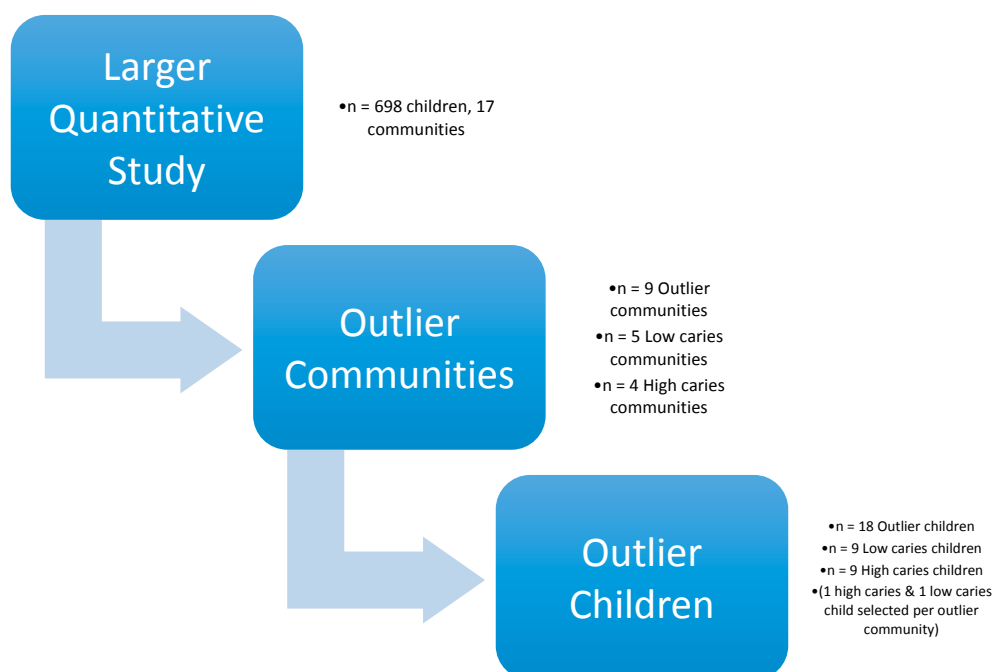 Larger
Quantitative
Study
•n = 698 children, 17
communities
Outlier
Communities
•n = 9 Outlier
communities
•n = 5 Low caries
communities
•n = 4 High caries
communities
Outlier
Children
•n = 18 Outlier children
•n = 9 Low caries children
•n = 9 High caries children
•(1 high caries & 1 low caries
child selected per outlier
community)